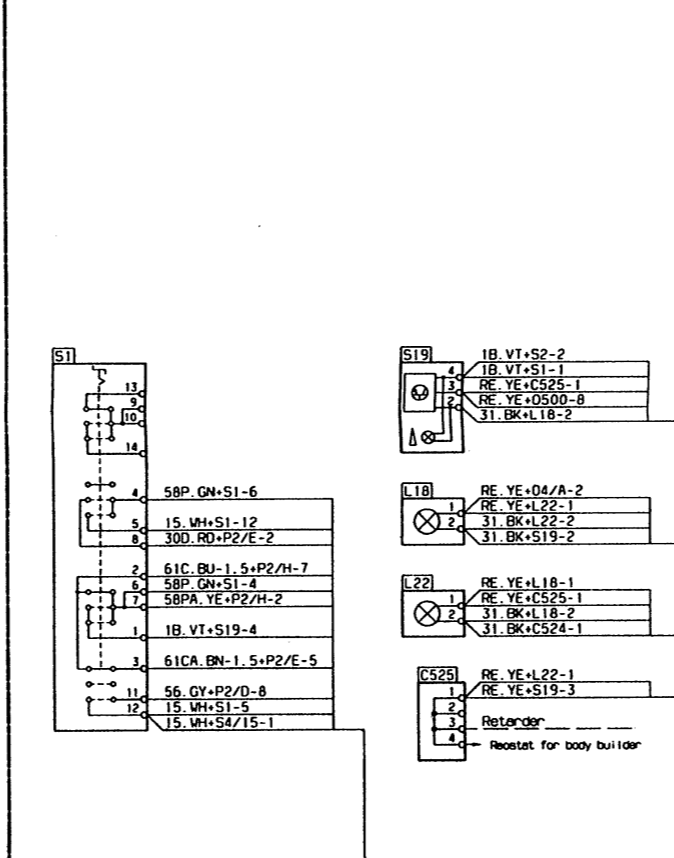 S1
13
9
10
14
4 58P.GN+S1-6
5 15.WH+S1-12
8 30D.RD+P2/E-2
2 61C.BU-1.5+P2/H-7
6 58P.GN+S1-4
7 58PA.YE+P2/H-2
1 1B.VT+S19-4
3 61CA.BN-1.5+P2/E-5
11 56.GY+P2/D-8
12 15.WH+S1-5
15.WH+S4/15-1
S19
1B.VT+S2-2
4 1B.VT+S1-1
3 RE.YE+C525-1
RE.YE+O500-8
2 31.BK+L18-2
L18
RE.YE+04/A-2
1 RE.YE+L22-1
2 31.BK+L22-2
31.BK+S19-2
L22
RE.YE+L18-1
1 RE.YE+C525-1
2 31.BK+L18-2
31.BK+C524-1
C525
RE.YE+L22-1
1 RE.YE+S19-3
2
3 Retarder
4 Reostat for body builder